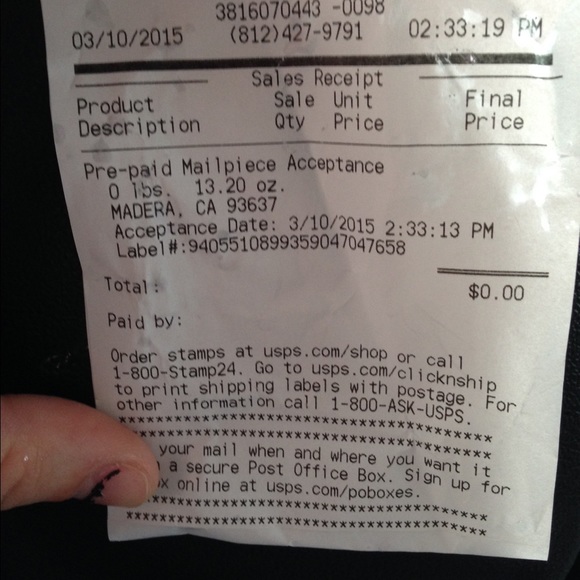 3816070443 -0098
03/10/2015 (812)427-9791 02:33:19 PM
Sales Receipt
Product Sale Unit Final
Description Qty Price Price
Pre-paid Mailpiece Acceptance
0 lbs. 13.20 oz.
MADERA, CA 93637
Acceptance Date: 3/10/2015 2:33:13 PM
Label#:9405510899359047047658
Total: $0.00
Paid by:
Order stamps at usps.com/shop or call
1-800-Stamp24. Go to usps.com/clicknship
to print shipping labels with postage. For
other information call 1-800-ASK-USPS.
****************************************
****************************************
your mail when and where you want it
a secure Post Office Box. Sign up for
online at usps.com/poboxes.
****************************************
****************************************